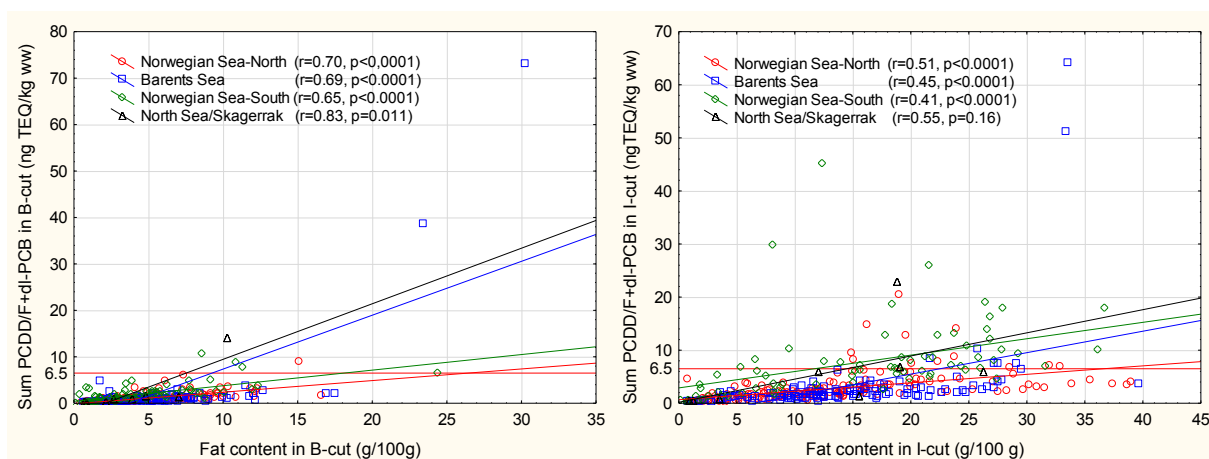 Sum PCDD/F+dl-PCB in B-cut (ng TEQ/kg ww)
80
70
60
50
40
30
20
10
6.5
0
Norwegian Sea-North (r=0.70, p<0,0001)
Barents Sea (r=0.69, p<0.0001)
Norwegian Sea-South (r=0.65, p<0.0001)
North Sea/Skagerrak (r=0.83, p=0.011)
0 5 10 15 20 25 30 35
Fat content in B-cut (g/100g)
Sum PCDD/F+dl-PCB in I-cut (ngTEQ/kg ww)
70
60
50
40
30
20
10
6.5
0
Norwegian Sea-North (r=0.51, p<0.0001)
Barents Sea (r=0.45, p<0.0001)
Norwegian Sea-South (r=0.41, p<0.0001)
North Sea/Skagerrak (r=0.55, p=0.16)
0 5 10 15 20 25 30 35 40 45
Fat content in I-cut (g/100 g)